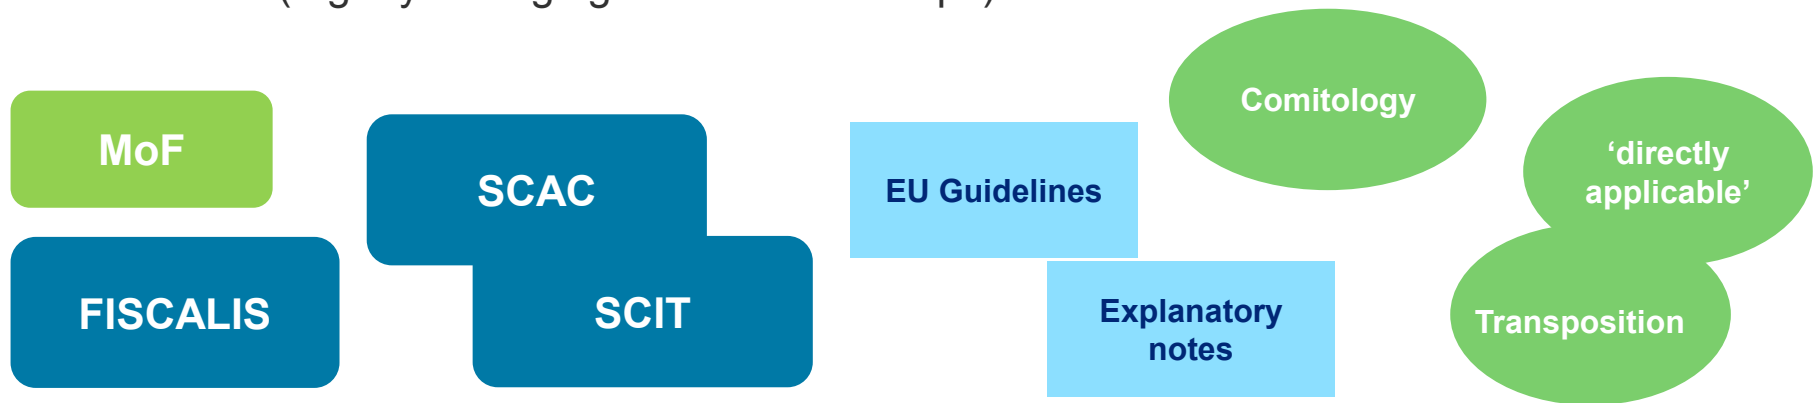 MoF
SCAC
FISCALIS
SCIT
EU Guidelines
Explanatory
notes
Comitology
‘directly
applicable’
Transposition